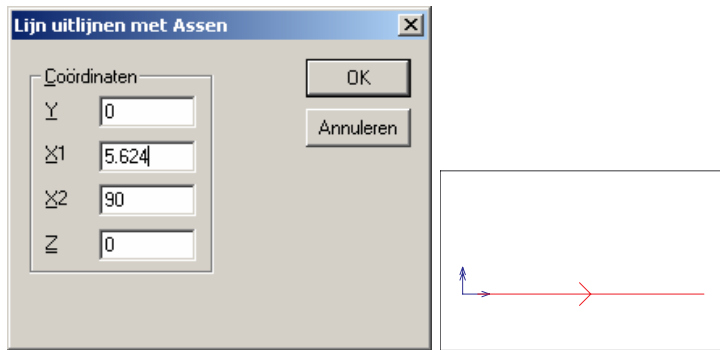 Lijn uitlijnen met Assen
Coördinaten
Y 0
X1 5.624
X2 90
Z 0
OK
Annuleren